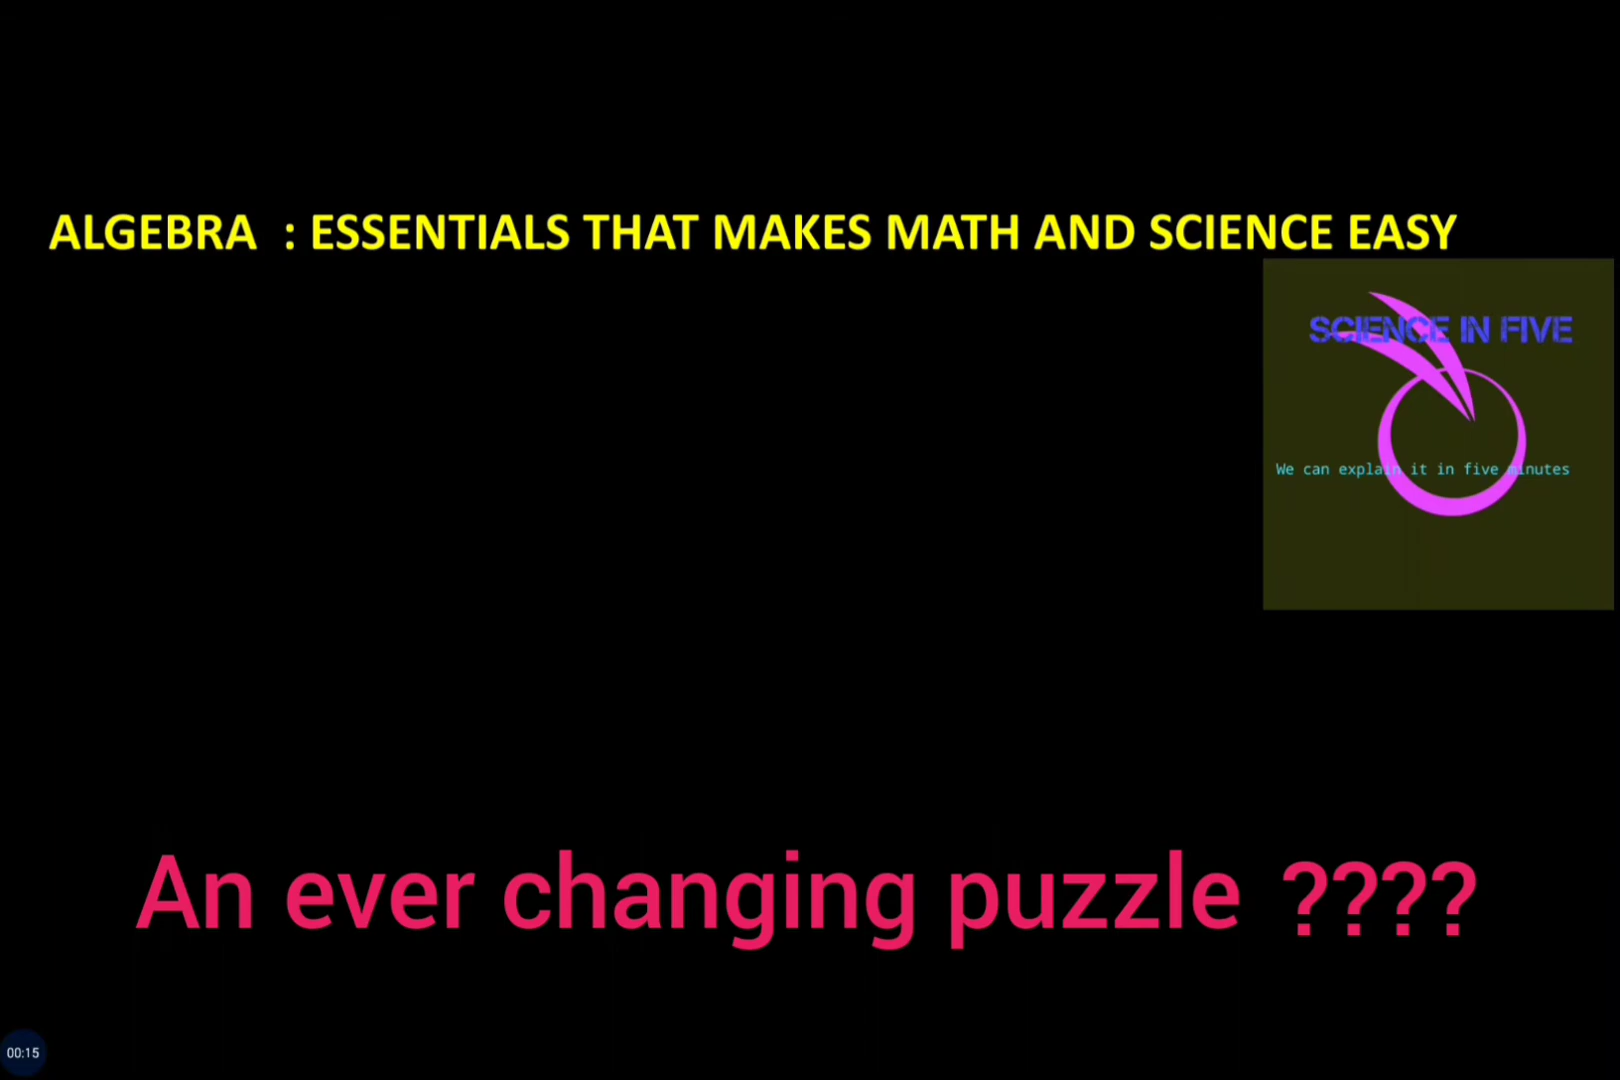 ALGEBRA : ESSENTIALS THAT MAKES MATH AND SCIENCE EASY
SCIENCE IN FIVE
We can explain it in five minutes
An ever changing puzzle ????
00:15